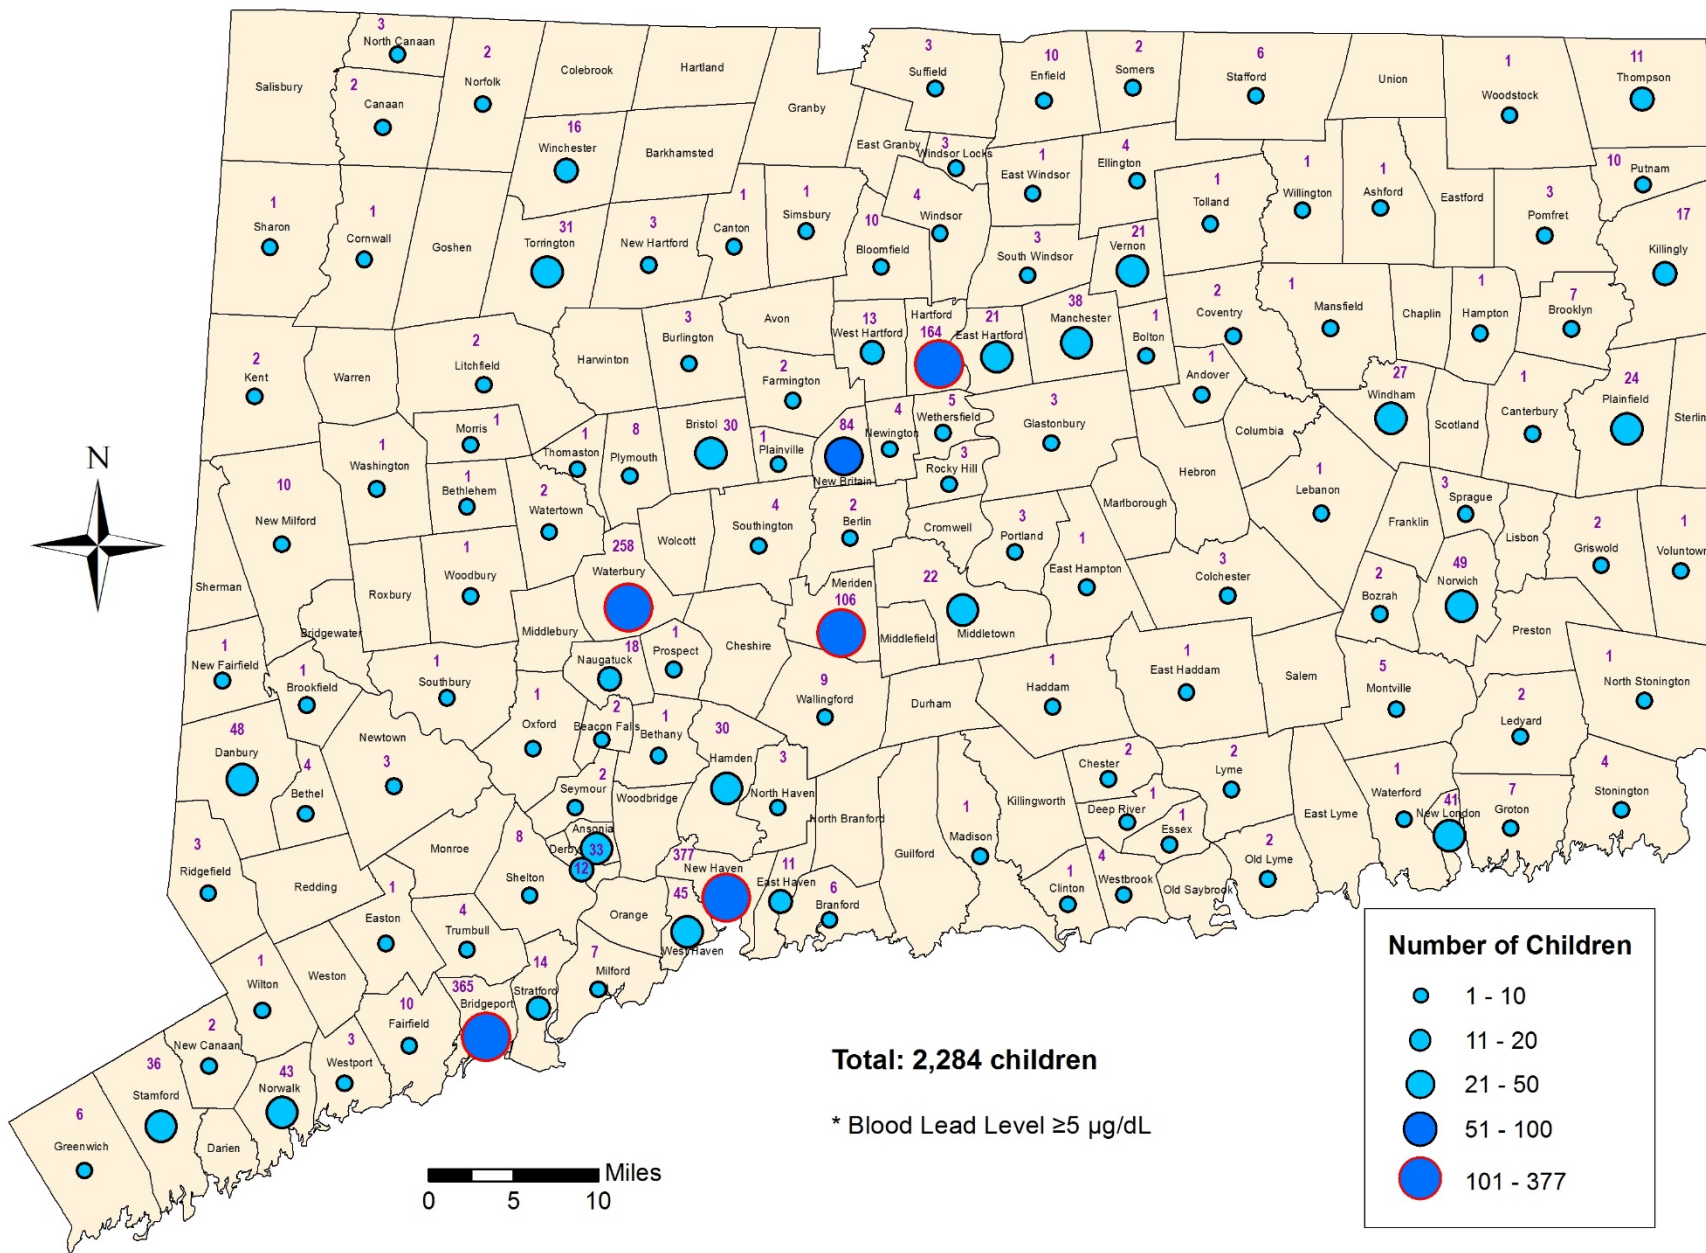 3
North Canaan
2
Norfolk
Colebrook
Hartland
3
Suffield
10
Enfield
2
Somers
6
Stafford
Union
1
Woodstock
11
Thompson
Salisbury
2
Canaan
Granby
16
Winchester
Barkhamsted
East Granby
3
Windsor Locks
1
East Windsor
4
Ellington
1
Tolland
1
Willington
1
Ashford
Eastford
3
Pomfret
10
Putnam
1
Sharon
1
Cornwall
Goshen
31
Torrington
3
New Hartford
1
Canton
1
Simsbury
10
Bloomfield
4
Windsor
3
South Windsor
21
Vernon
17
Killingly
2
Kent
Warren
2
Litchfield
Harwinton
3
Burlington
Avon
13
West Hartford
Hartford
164
21
East Hartford
38
Manchester
1
Bolton
2
Coventry
1
Mansfield
Chaplin
1
Hampton
7
Brooklyn
2
Farmington
1
Andover
27
Windham
Scotland
1
Canterbury
24
Plainfield
Sterlin
1
Washington
Morris
1
1
Bethlehem
1
Thomaston
8
Plymouth
Bristol
30
1
Plainville
84
New Britain
4
Newington
5
Wethersfield
3
Rocky Hill
3
Glastonbury
Columbia
Hebron
Marlborough
1
Lebanon
Franklin
3
Sprague
Lisbon
2
Griswold
1
Voluntown
N
10
New Milford
2
Watertown
Wolcott
4
Southington
2
Berlin
Cromwell
3
Portland
1
East Hampton
3
Colchester
2
Bozrah
49
Norwich
Preston
Sherman
Roxbury
1
Woodbury
258
Waterbury
Meriden
106
22
Middletown
Middlefield
Bridgewater
Middlebury
18
Naugatuck
1
Prospect
Cheshire
1
New Fairfield
1
Brookfield
1
Southbury
1
Oxford
2
Beacon Falls
1
Bethany
9
Wallingford
Durham
1
Haddam
1
East Haddam
Salem
5
Montville
2
Ledyard
1
North Stonington
48
Danbury
4
Bethel
Newtown
3
2
Seymour
Woodbridge
30
Hamden
3
North Haven
North Branford
Guilford
1
Madison
Killingworth
2
Chester
1
Deep River
1
Essex
2
Lyme
East Lyme
1
Waterford
41
New London
7
Groton
4
Stonington
3
Ridgefield
Redding
Monroe
8
Shelton
Ansonia
33
Derby
12
377
New Haven
11
East Haven
6
Branford
1
Clinton
4
Westbrook
Old Saybrook
2
Old Lyme
1
Easton
4
Trumbull
Orange
45
West Haven
1
Wilton
Weston
10
Fairfield
365
Bridgeport
14
Stratford
7
Milford
2
New Canaan
3
Westport
36
Stamford
43
Norwalk
Darien
6
Greenwich
Total: 2,284 children
* Blood Lead Level ≥5 µg/dL
Miles
0 5 10
Number of Children
1 - 10
11 - 20
21 - 50
51 - 100
101 - 377